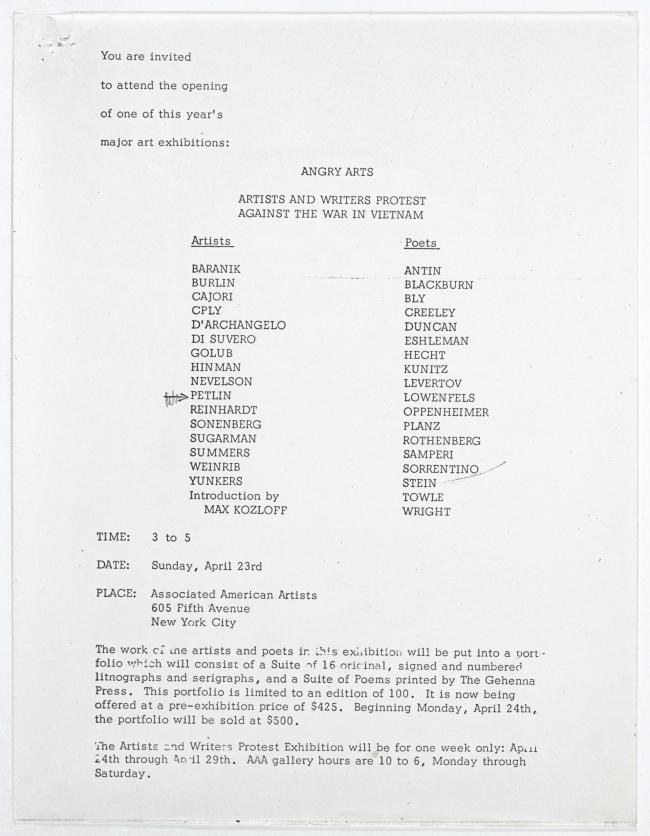 You are invited
to attend the opening
of one of this year's
major art exhibitions:
ANGRY ARTS
ARTISTS AND WRITERS PROTEST
AGAINST THE WAR IN VIETNAM
Artists
BARANIK
BURLIN
CAJORI
CPLY
D'ARCHANGELO
DI SUVERO
GOLUB
HINMAN
NEVELSON
PETLIN
REINHARDT
SONENBERG
SUGARMAN
SUMMERS
WEINRIB
YUNKERS
Introduction by
MAX KOZLOFF
Poets
ANTIN
BLACKBURN
BLY
CREELEY
DUNCAN
ESHLEMAN
HECHT
KUNITZ
LEVERTOV
LOWENFELS
OPPENHEIMER
PLANZ
ROTHENBERG
SAMPERI
SORRENTINO
STEIN
TOWLE
WRIGHT
TIME: 3 to 5
DATE: Sunday, April 23rd
PLACE: Associated American Artists
605 Fifth Avenue
New York City
The work of the artists and poets in this exhibition will be put into a port-
folio which will consist of a Suite of 16 original, signed and numbered
litnographs and serigraphs, and a Suite of Poems printed by The Gehenna
Press. This portfolio is limited to an edition of 100. It is now being
offered at a pre-exhibition price of $425. Beginning Monday, April 24th,
the portfolio will be sold at $500.
The Artists and Writers Protest Exhibition will be for one week only: April
24th through April 29th. AAA gallery hours are 10 to 6, Monday through
Saturday.